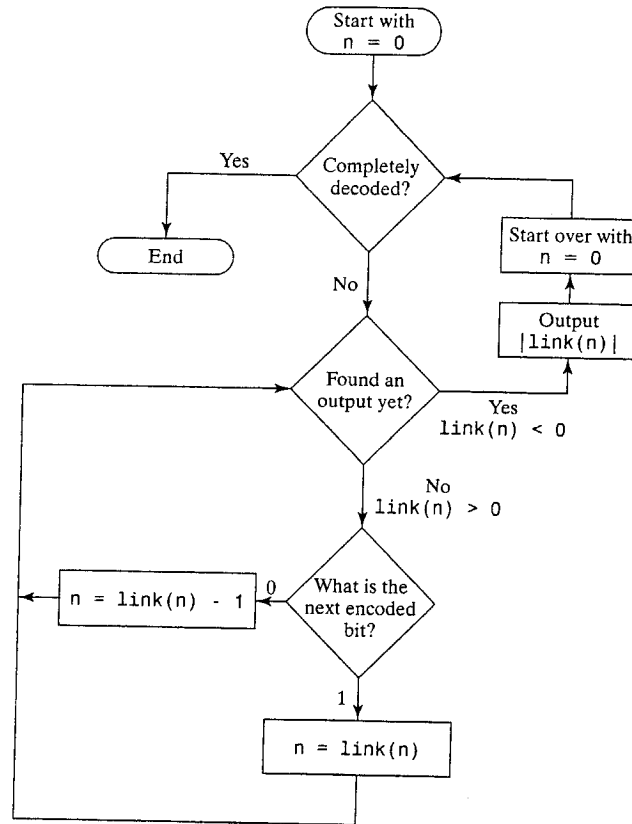 Start with
n = 0
Completely
decoded?
Yes
End
No
Start over with
n = 0
Output
|link(n)|
Found an
output yet?
Yes
link(n) < 0
No
link(n) > 0
What is the
next encoded
bit?
0
n = link(n) - 1
1
n = link(n)